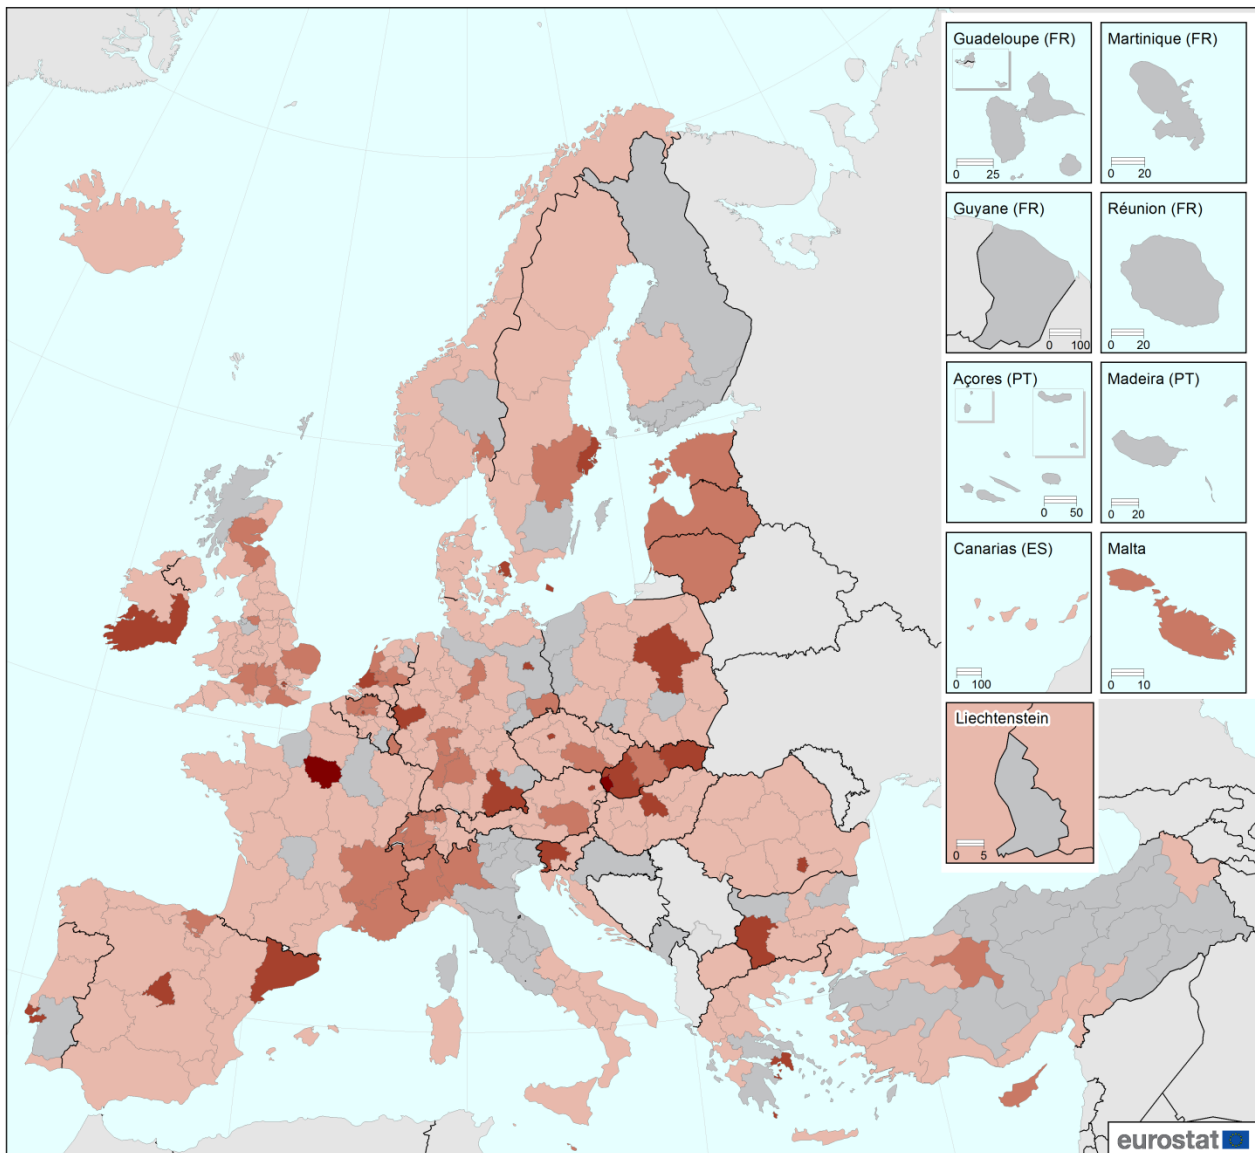 Guadeloupe (FR)
0 25
Martinique (FR)
0 20
Guyane (FR)
0 100
Réunion (FR)
0 20
Açores (PT)
0 50
Madeira (PT)
0 20
Canarias (ES)
0 100
Malta
0 10
Liechtenstein
0 5
eurostat